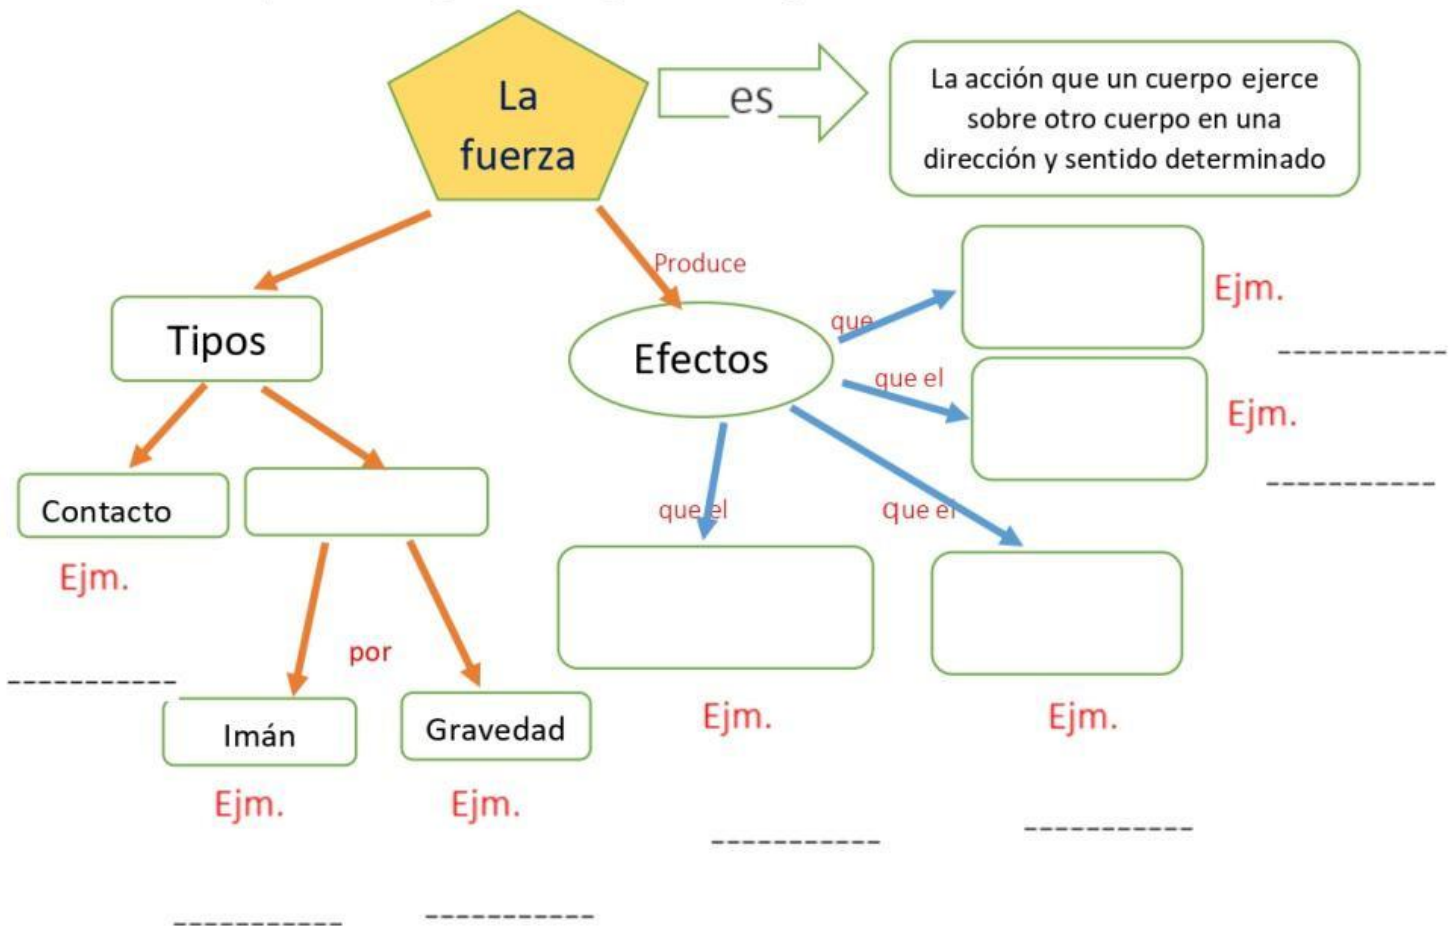 La
fuerza
es
La acción que un cuerpo ejerce
sobre otro cuerpo en una
dirección y sentido determinado
Produce
Tipos
Efectos
que
Ejm.
que el
Ejm.
Contacto
Ejm.
que el
que el
por
Imán
Gravedad
Ejm.
Ejm.
Ejm.
Ejm.